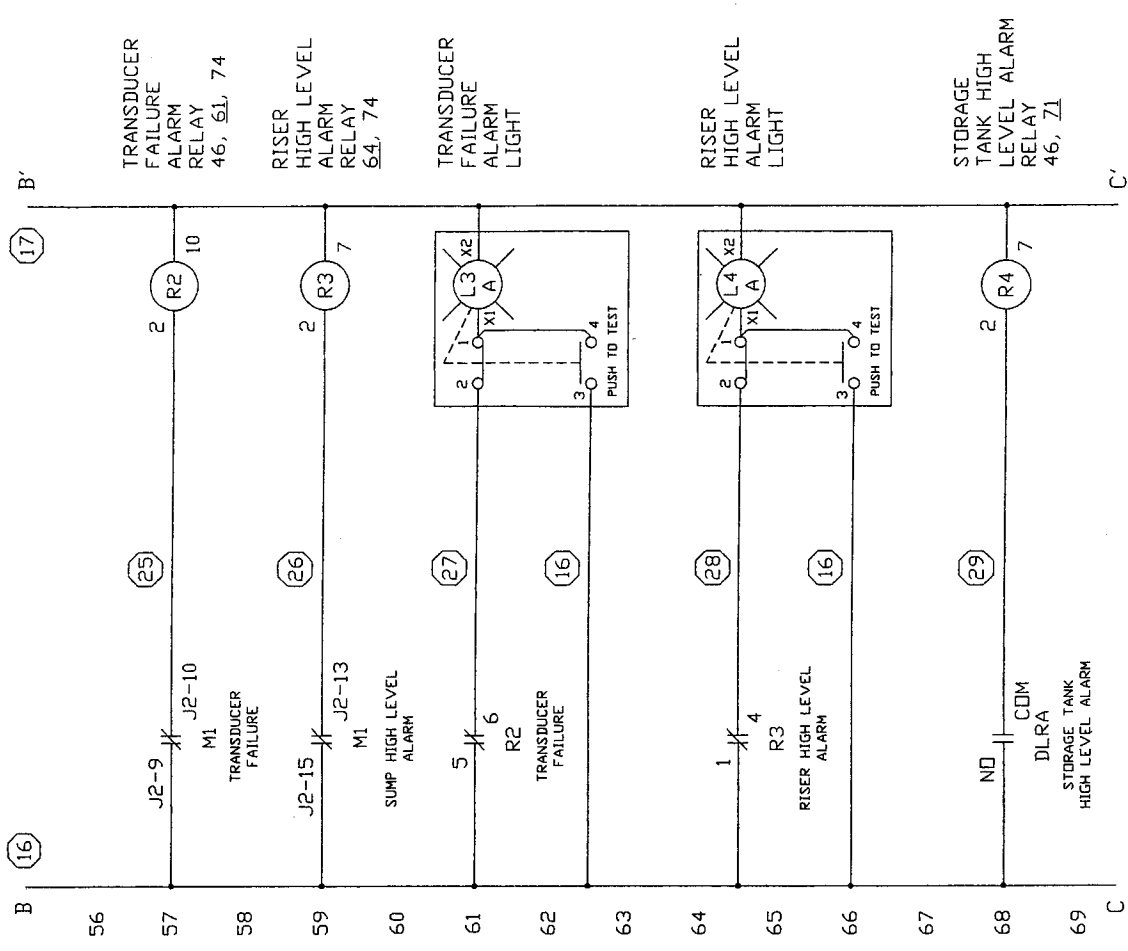 B
16
17
B'
56
57
J2-9
J2-10
M1
TRANSDUCER
FAILURE
25
2
R2
10
TRANSDUCER
FAILURE
ALARM
RELAY
46, 61, 74
58
59
J2-15
J2-13
M1
SUMP HIGH LEVEL
ALARM
26
2
R3
7
RISER
HIGH LEVEL
ALARM
RELAY
64, 74
60
61
5
6
R2
TRANSDUCER
FAILURE
27
2
1
X1
L3
A
X2
TRANSDUCER
FAILURE
ALARM
LIGHT
62
16
3
4
PUSH TO TEST
63
64
1
4
R3
RISER HIGH LEVEL
ALARM
28
2
1
X1
L4
A
X2
RISER
HIGH LEVEL
ALARM
LIGHT
65
66
16
3
4
PUSH TO TEST
67
68
NO
COM
DLRA
STORAGE TANK
HIGH LEVEL ALARM
29
2
R4
7
STORAGE
TANK HIGH
LEVEL ALARM
RELAY
46, 71
69
C
C'